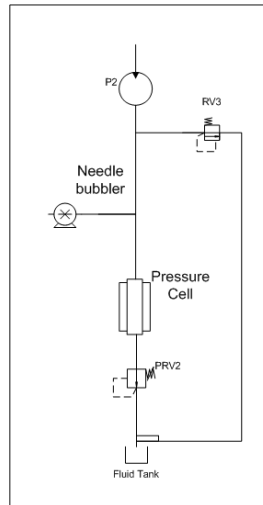 P2
RV3
Needle
bubbler
Pressure
Cell
PRV2
Fluid Tank